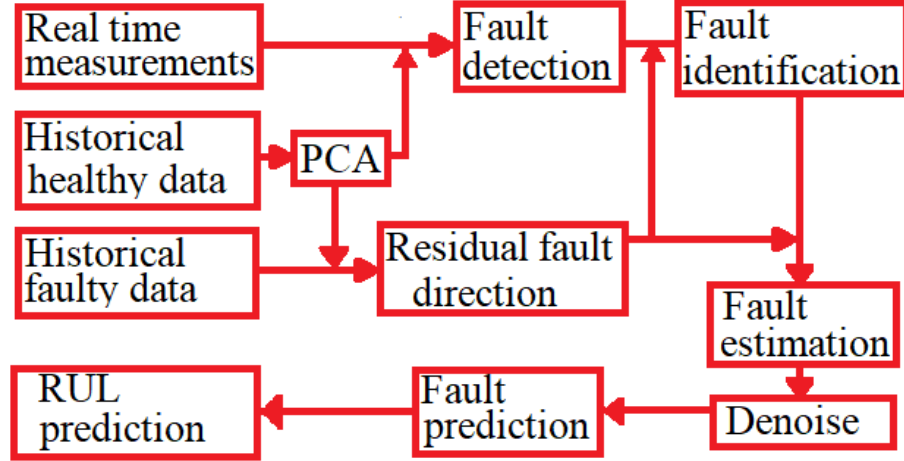 Real time
measurements
Fault
detection
Fault
identification
Historical
healthy data
PCA
Historical
faulty data
Residual fault
direction
Fault
estimation
RUL
prediction
Fault
prediction
Denoise